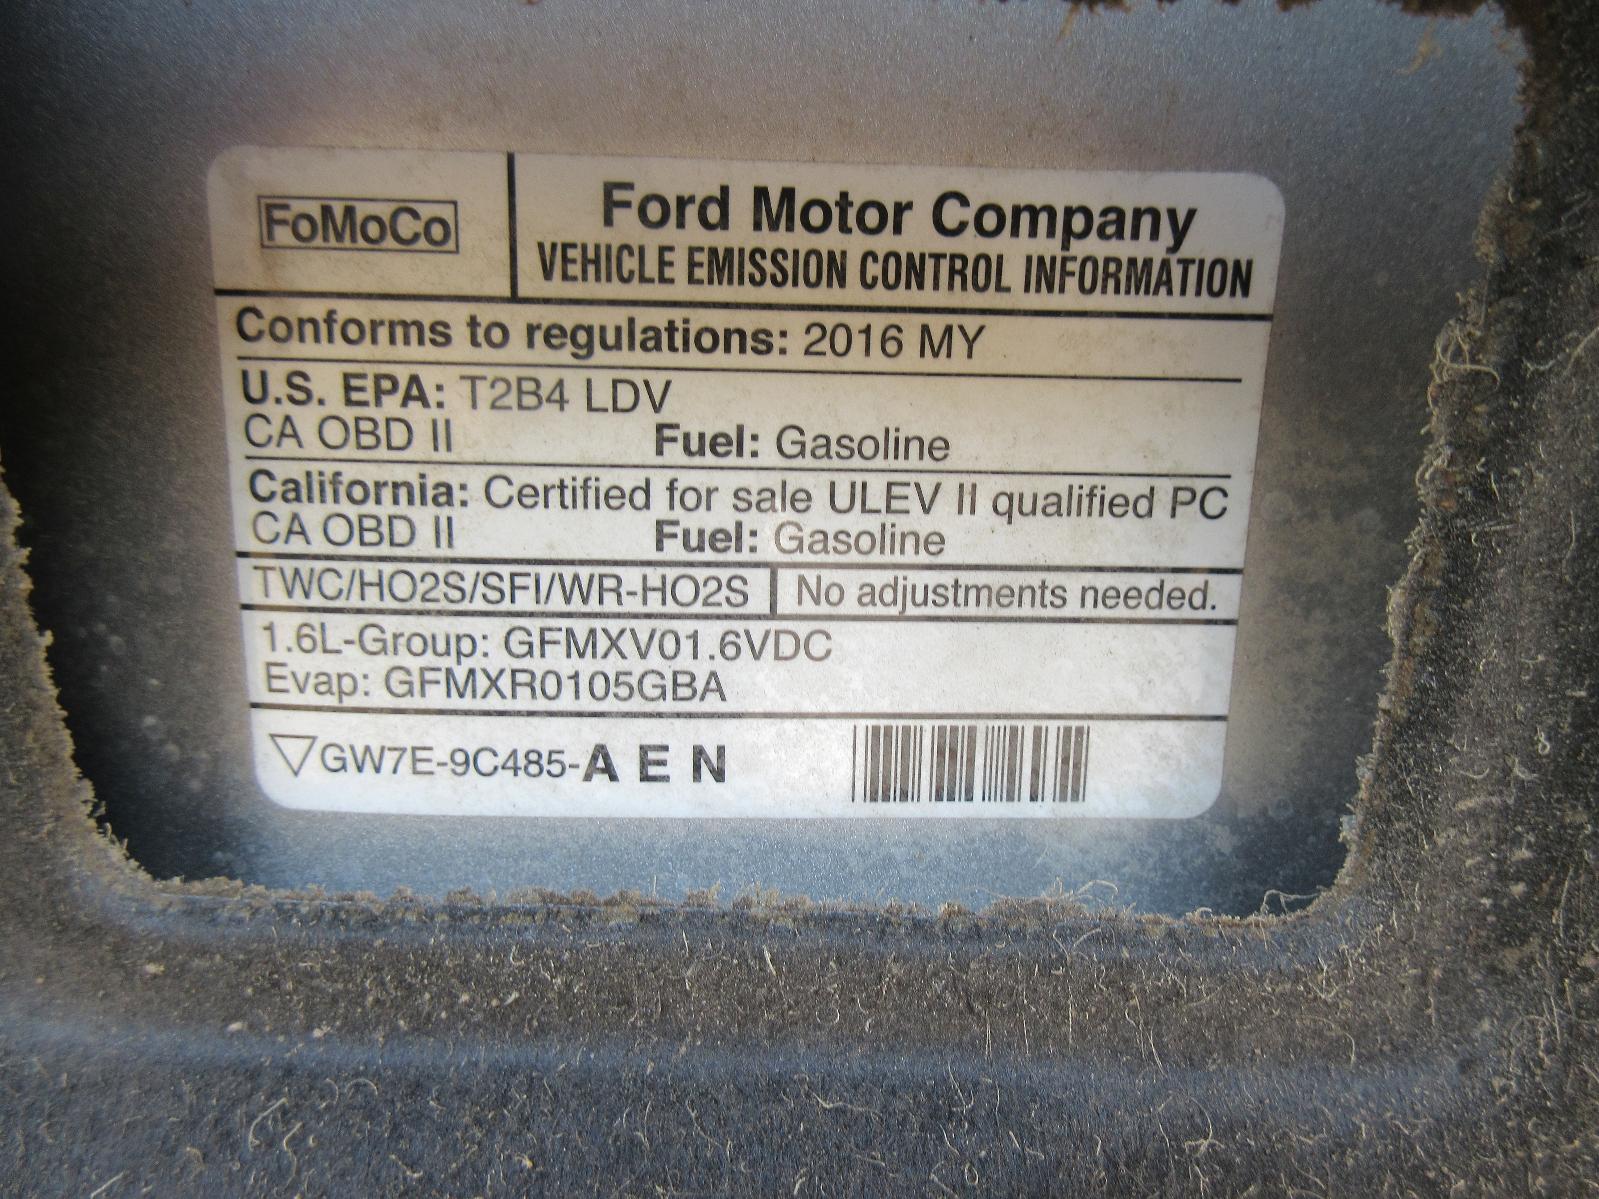 FoMoCo
Ford Motor Company
VEHICLE EMISSION CONTROL INFORMATION
Conforms to regulations: 2016 MY
U.S. EPA: T2B4 LDV
CA OBD II Fuel: Gasoline
California: Certified for sale ULEV II qualified PC
CA OBD II Fuel: Gasoline
TWC/HO2S/SFI/WR-HO2S No adjustments needed.
1.6L-Group: GFMXV01.6VDC
Evap: GFMXR0105GBA
▽GW7E-9C485-A E N